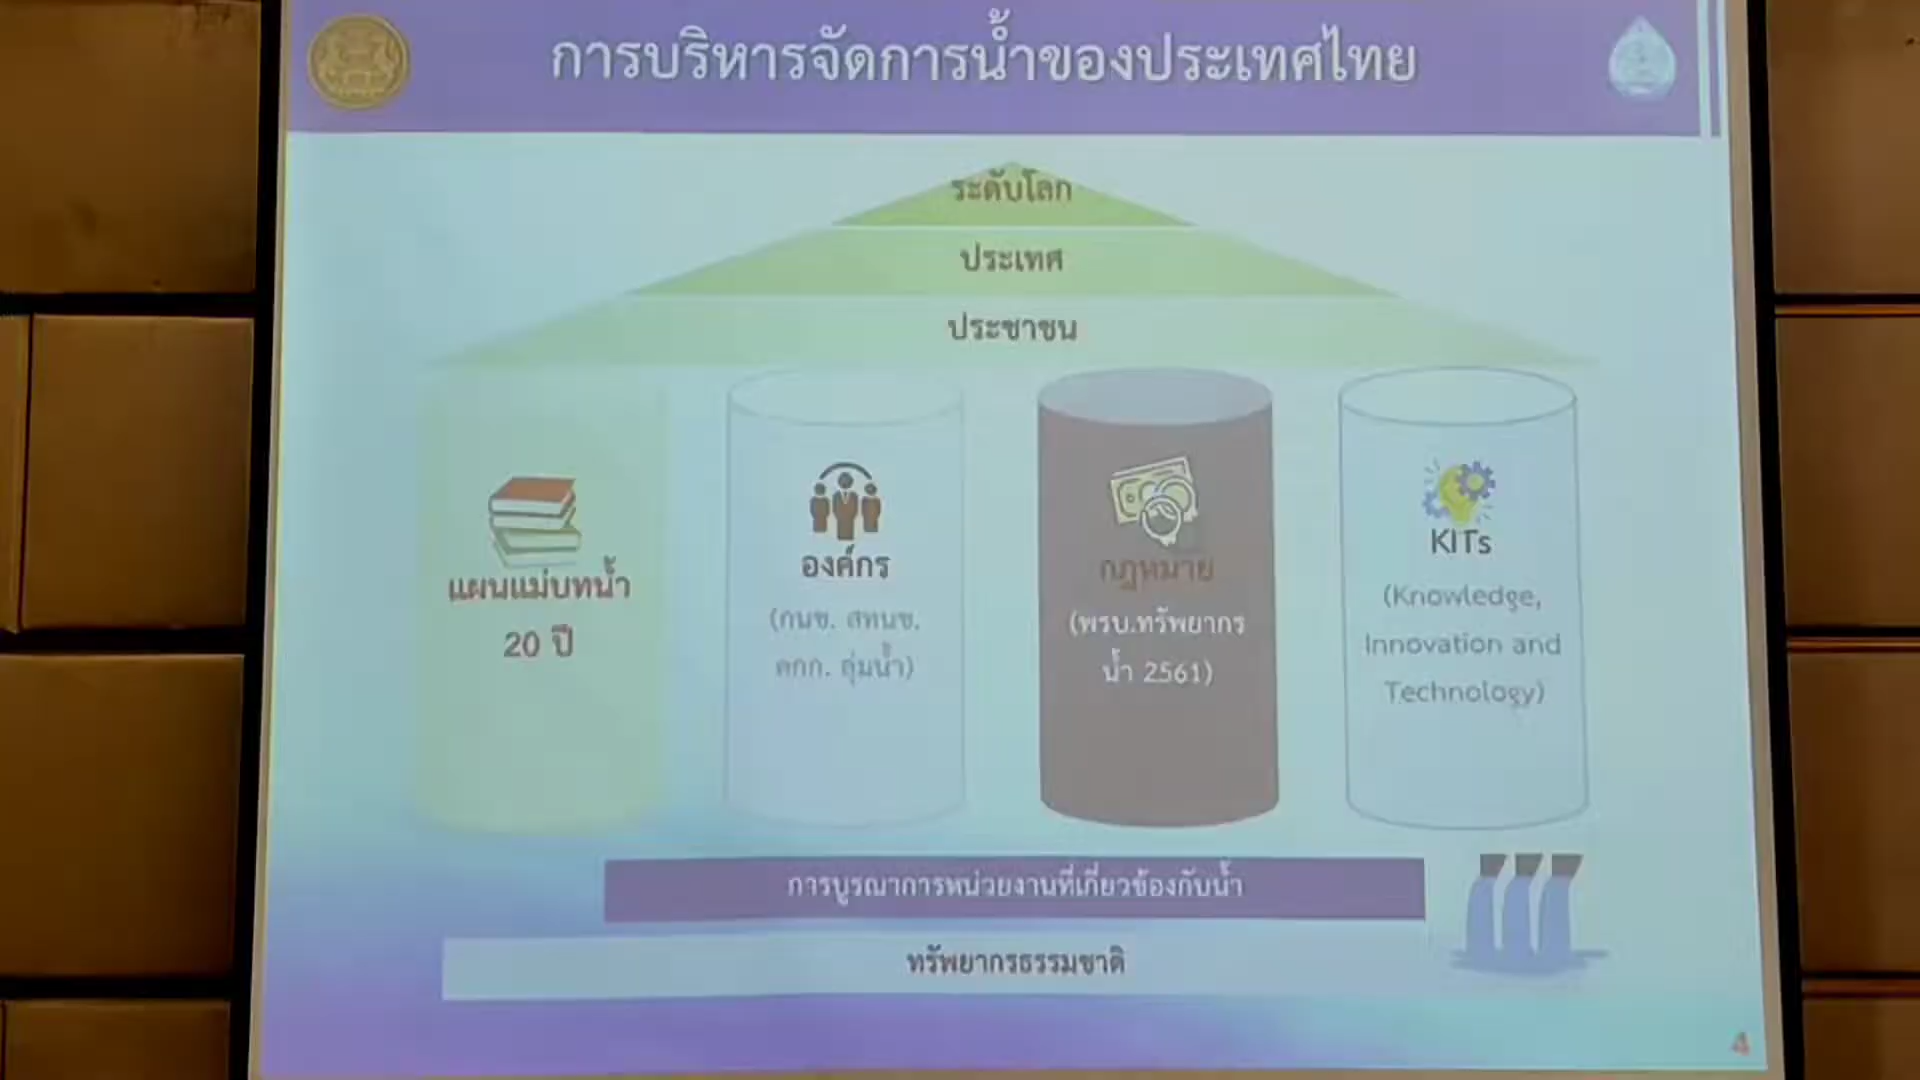 การบริหารจัดการน้ำของประเทศไทย
ระดับโลก
ประเทศ
ประชาชน
แผนแม่บทน้ำ
20 ปี
องค์กร
(กนช. สทนช.
คกก. ลุ่มน้ำ)
กฎหมาย
(พรบ.ทรัพยากร
น้ำ 2561)
KITs
(Knowledge,
Innovation and
Technology)
การบูรณาการหน่วยงานที่เกี่ยวข้องกับน้ำ
ทรัพยากรธรรมชาติ
4